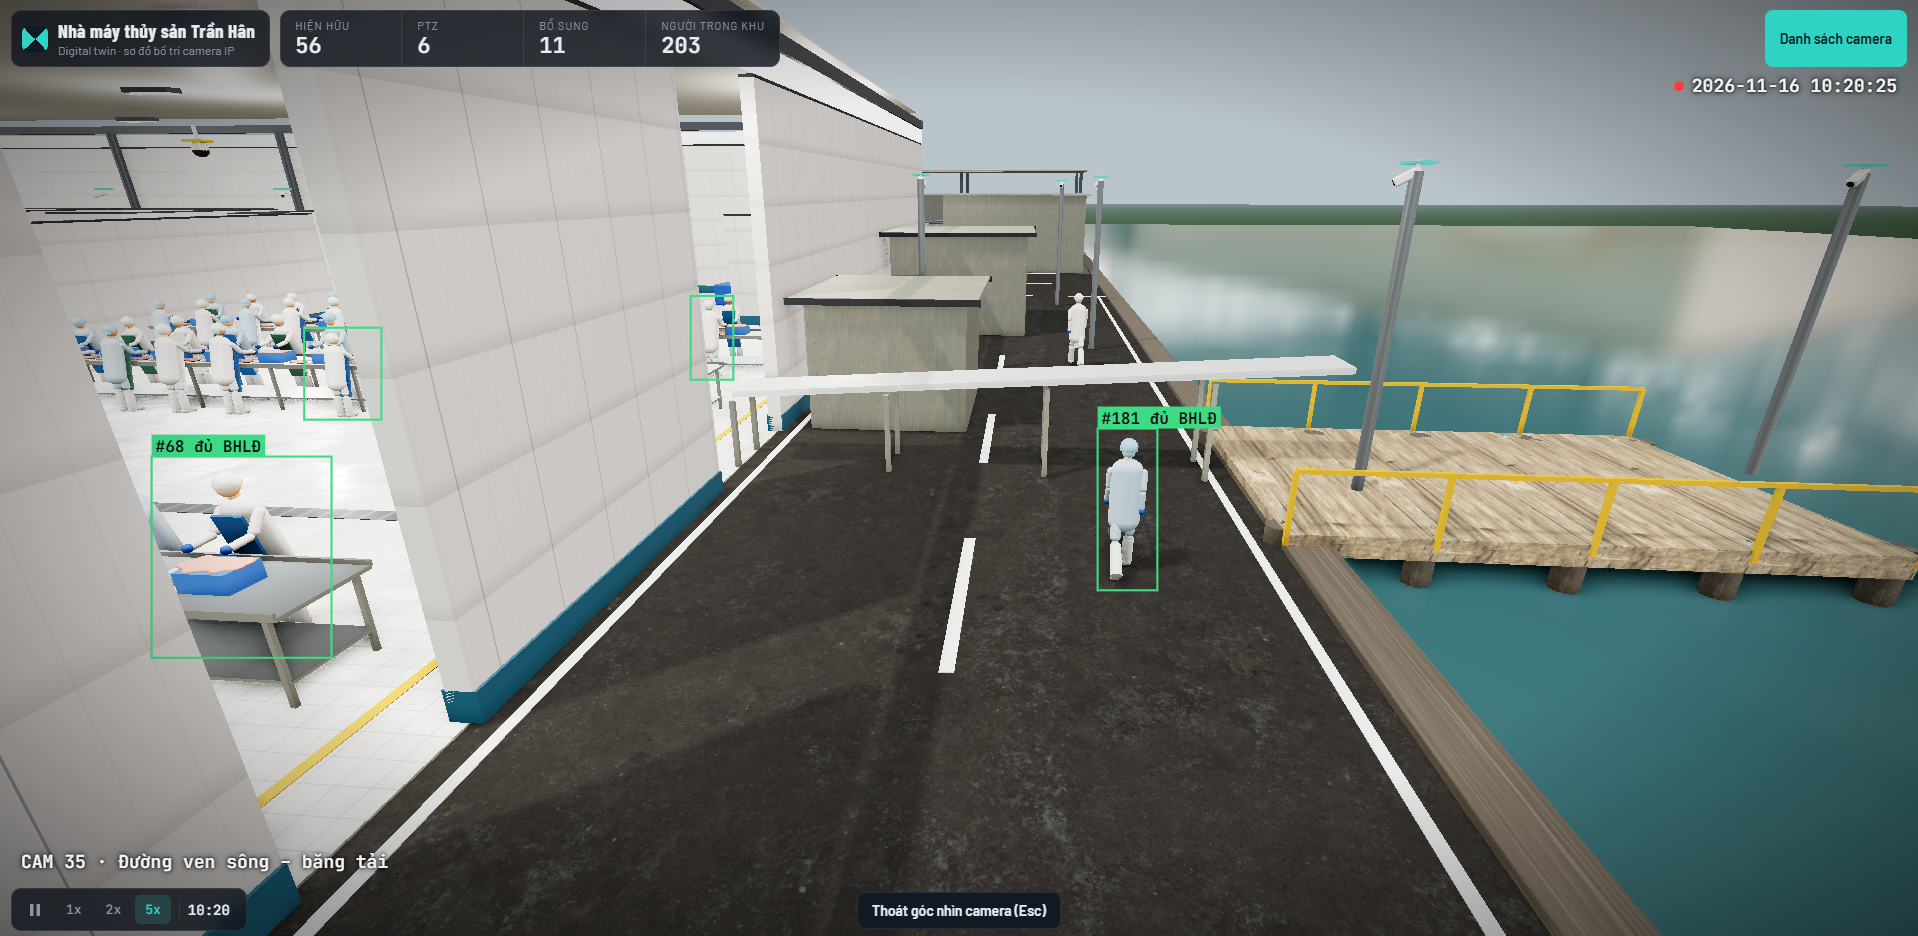 Nhà máy thủy sản Trần Hân
Digital twin · sơ đồ bố trí camera IP
HIỆN HỮU
56
PTZ
6
BỔ SUNG
11
NGƯỜI TRONG KHU
203
Danh sách camera
2026-11-16 10:20:25
#181 đủ BHLĐ
#68 đủ BHLĐ
CAM 35 · Đường ven sông – băng tải
1x
2x
5x
10:20
Thoát góc nhìn camera (Esc)